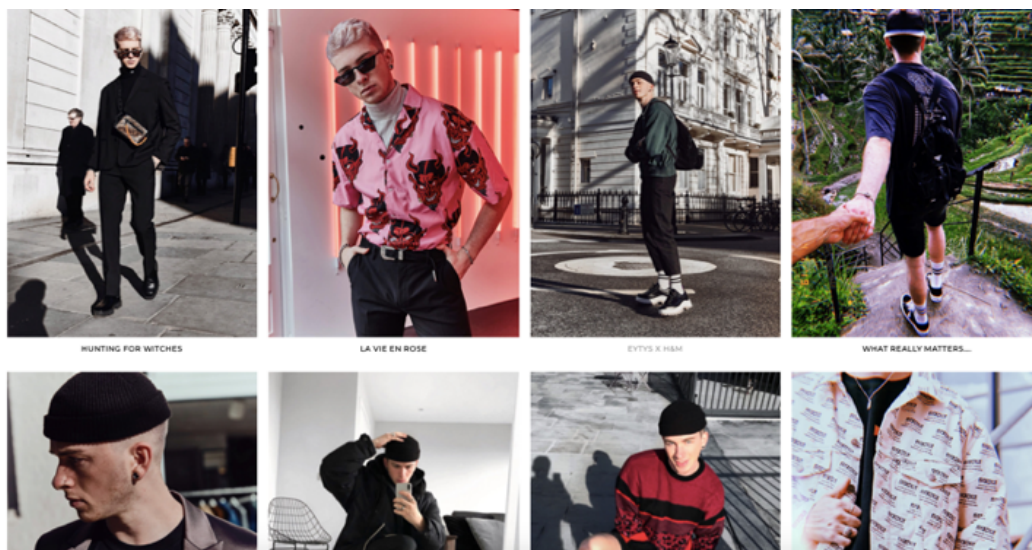 HUNTING FOR WITCHES
LA VIE EN ROSE
EYTYS X H&M
WHAT REALLY MATTERS....